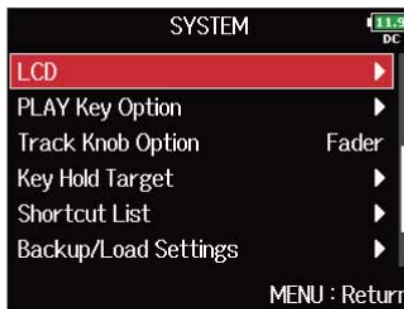 SYSTEM
11.9
DC
LCD
PLAY Key Option
Track Knob Option Fader
Key Hold Target
Shortcut List
Backup/Load Settings
MENU : Return